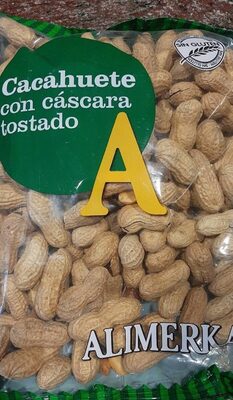 SIN GLUTEN
Cacahuete
con cáscara
tostado
A
ALIMERKA